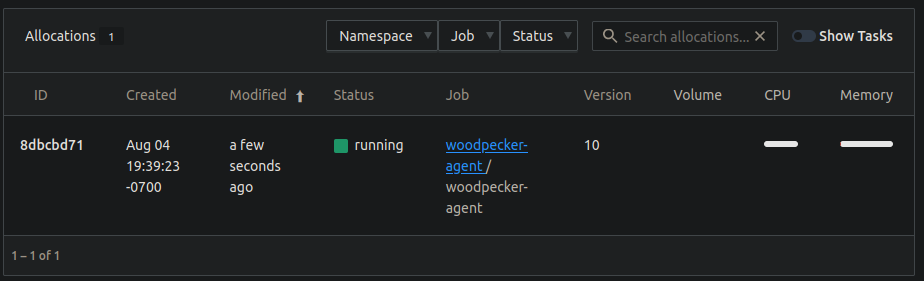 Allocations 1 Namespace Job Status Search allocations... Show Tasks
ID Created Modified Status Job Version Volume CPU Memory
8dbcbd71 Aug 04 a few running woodpecker- 10
19:39:23 seconds agent /
-0700 ago woodpecker-
agent
1 – 1 of 1